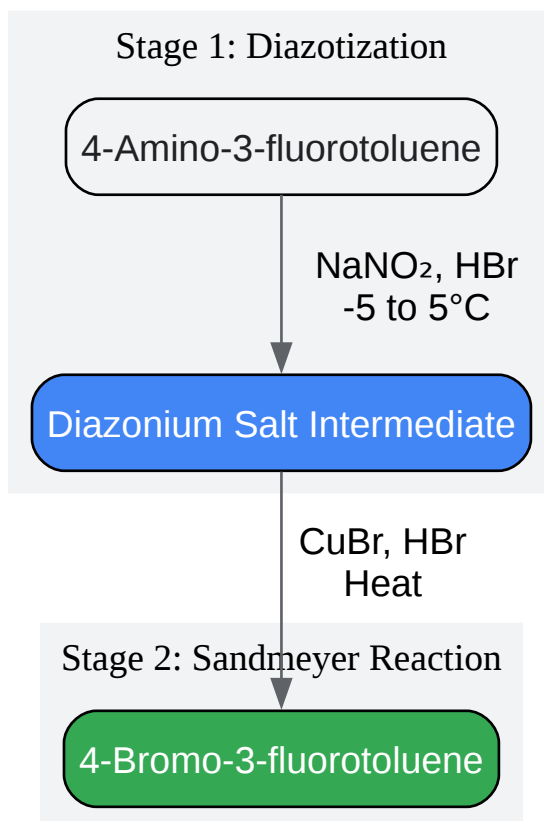 Stage 1: Diazotization
4-Amino-3-fluorotoluene
NaNO₂, HBr
-5 to 5°C
Diazonium Salt Intermediate
CuBr, HBr
Heat
Stage 2: Sandmeyer Reaction
4-Bromo-3-fluorotoluene